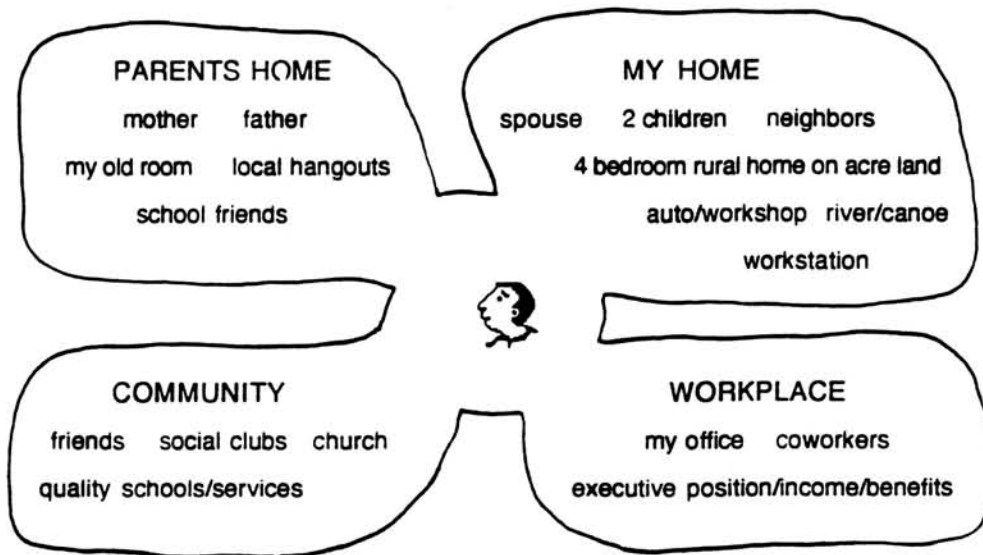 PARENTS HOME
mother father
my old room local hangouts
school friends
MY HOME
spouse 2 children neighbors
4 bedroom rural home on acre land
auto/workshop river/canoe
workstation
COMMUNITY
friends social clubs church
quality schools/services
WORKPLACE
my office coworkers
executive position/income/benefits